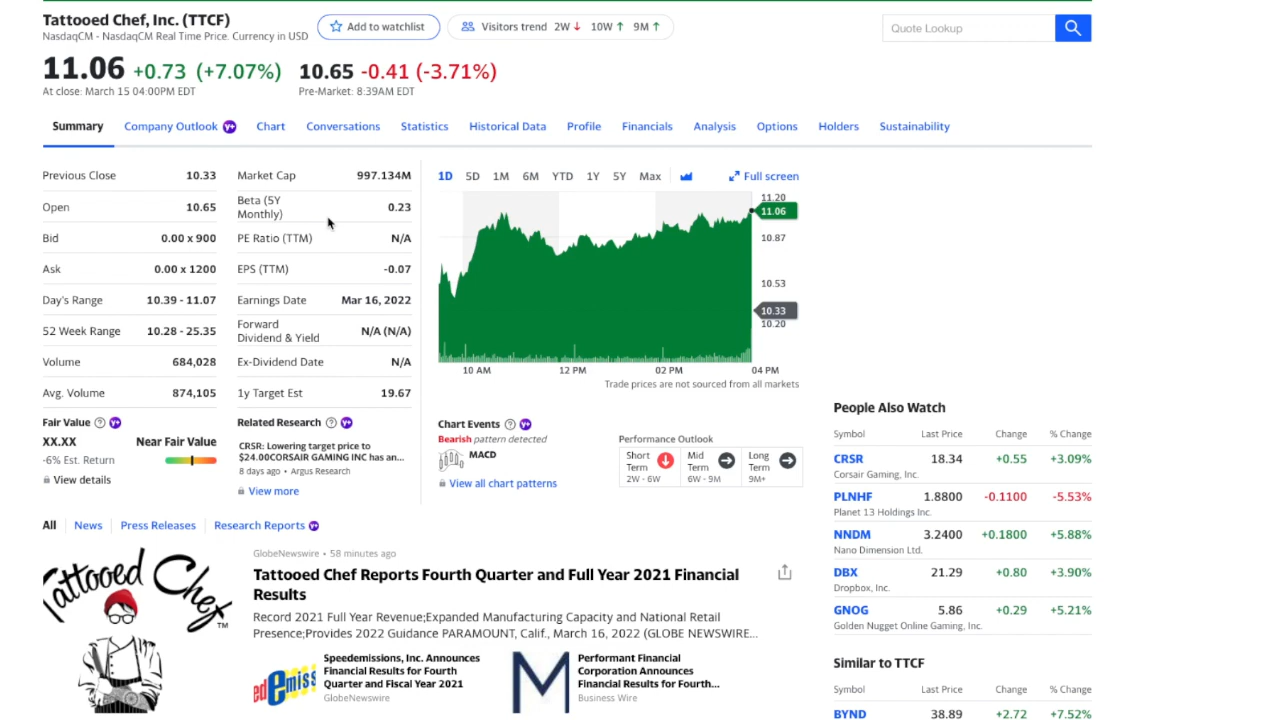 Tattooed Chef, Inc. (TTCF)
NasdaqCM - NasdaqCM Real Time Price. Currency in USD
Add to watchlist
Visitors trend 2W ↓ 10W ↑ 9M ↑
Quote Lookup
11.06 +0.73 (+7.07%)
At close: March 15 04:00PM EDT
10.65 -0.41 (-3.71%)
Pre-Market: 8:39AM EDT
Summary Company Outlook Y+ Chart Conversations Statistics Historical Data Profile Financials Analysis Options Holders Sustainability
Previous Close 10.33
Open 10.65
Bid 0.00 x 900
Ask 0.00 x 1200
Day's Range 10.39 - 11.07
52 Week Range 10.28 - 25.35
Volume 684,028
Avg. Volume 874,105
Market Cap 997.134M
Beta (5Y
Monthly) 0.23
PE Ratio (TTM) N/A
EPS (TTM) -0.07
Earnings Date Mar 16, 2022
Forward
Dividend & Yield N/A (N/A)
Ex-Dividend Date N/A
1y Target Est 19.67
1D 5D 1M 6M YTD 1Y 5Y Max
Full screen
11.20
11.06
10.87
10.53
10.33
10.20
10 AM 12 PM 02 PM 04 PM
Trade prices are not sourced from all markets
Fair Value ? Y+
XX.XX Near Fair Value
-6% Est. Return
View details
Related Research ? Y+
CRSR: Lowering target price to
$24.00CORSAIR GAMING INC has an...
8 days ago • Argus Research
View more
Chart Events ? Y+
Bearish pattern detected
MACD
View all chart patterns
Performance Outlook
Short
Term
2W - 6W
Mid
Term
6W - 9M
Long
Term
9M+
People Also Watch
Symbol Last Price Change % Change
CRSR 18.34 +0.55 +3.09%
Corsair Gaming, Inc.
PLNHF 1.8800 -0.1100 -5.53%
Planet 13 Holdings Inc.
NNDM 3.2400 +0.1800 +5.88%
Nano Dimension Ltd.
DBX 21.29 +0.80 +3.90%
Dropbox, Inc.
GNOG 5.86 +0.29 +5.21%
Golden Nugget Online Gaming, Inc.
Similar to TTCF
Symbol Last Price Change % Change
BYND 38.89 +2.72 +7.52%
All News Press Releases Research Reports Y+
Tattooed Chef TM
GlobeNewswire • 58 minutes ago
Tattooed Chef Reports Fourth Quarter and Full Year 2021 Financial
Results
Record 2021 Full Year Revenue;Expanded Manufacturing Capacity and National Retail
Presence;Provides 2022 Guidance PARAMOUNT, Calif., March 16, 2022 (GLOBE NEWSWIRE...
ed emiss
Speedemissions, Inc. Announces
Financial Results for Fourth
Quarter and Fiscal Year 2021
GlobeNewswire
M
Performant Financial
Corporation Announces
Financial Results for Fourth...
Business Wire